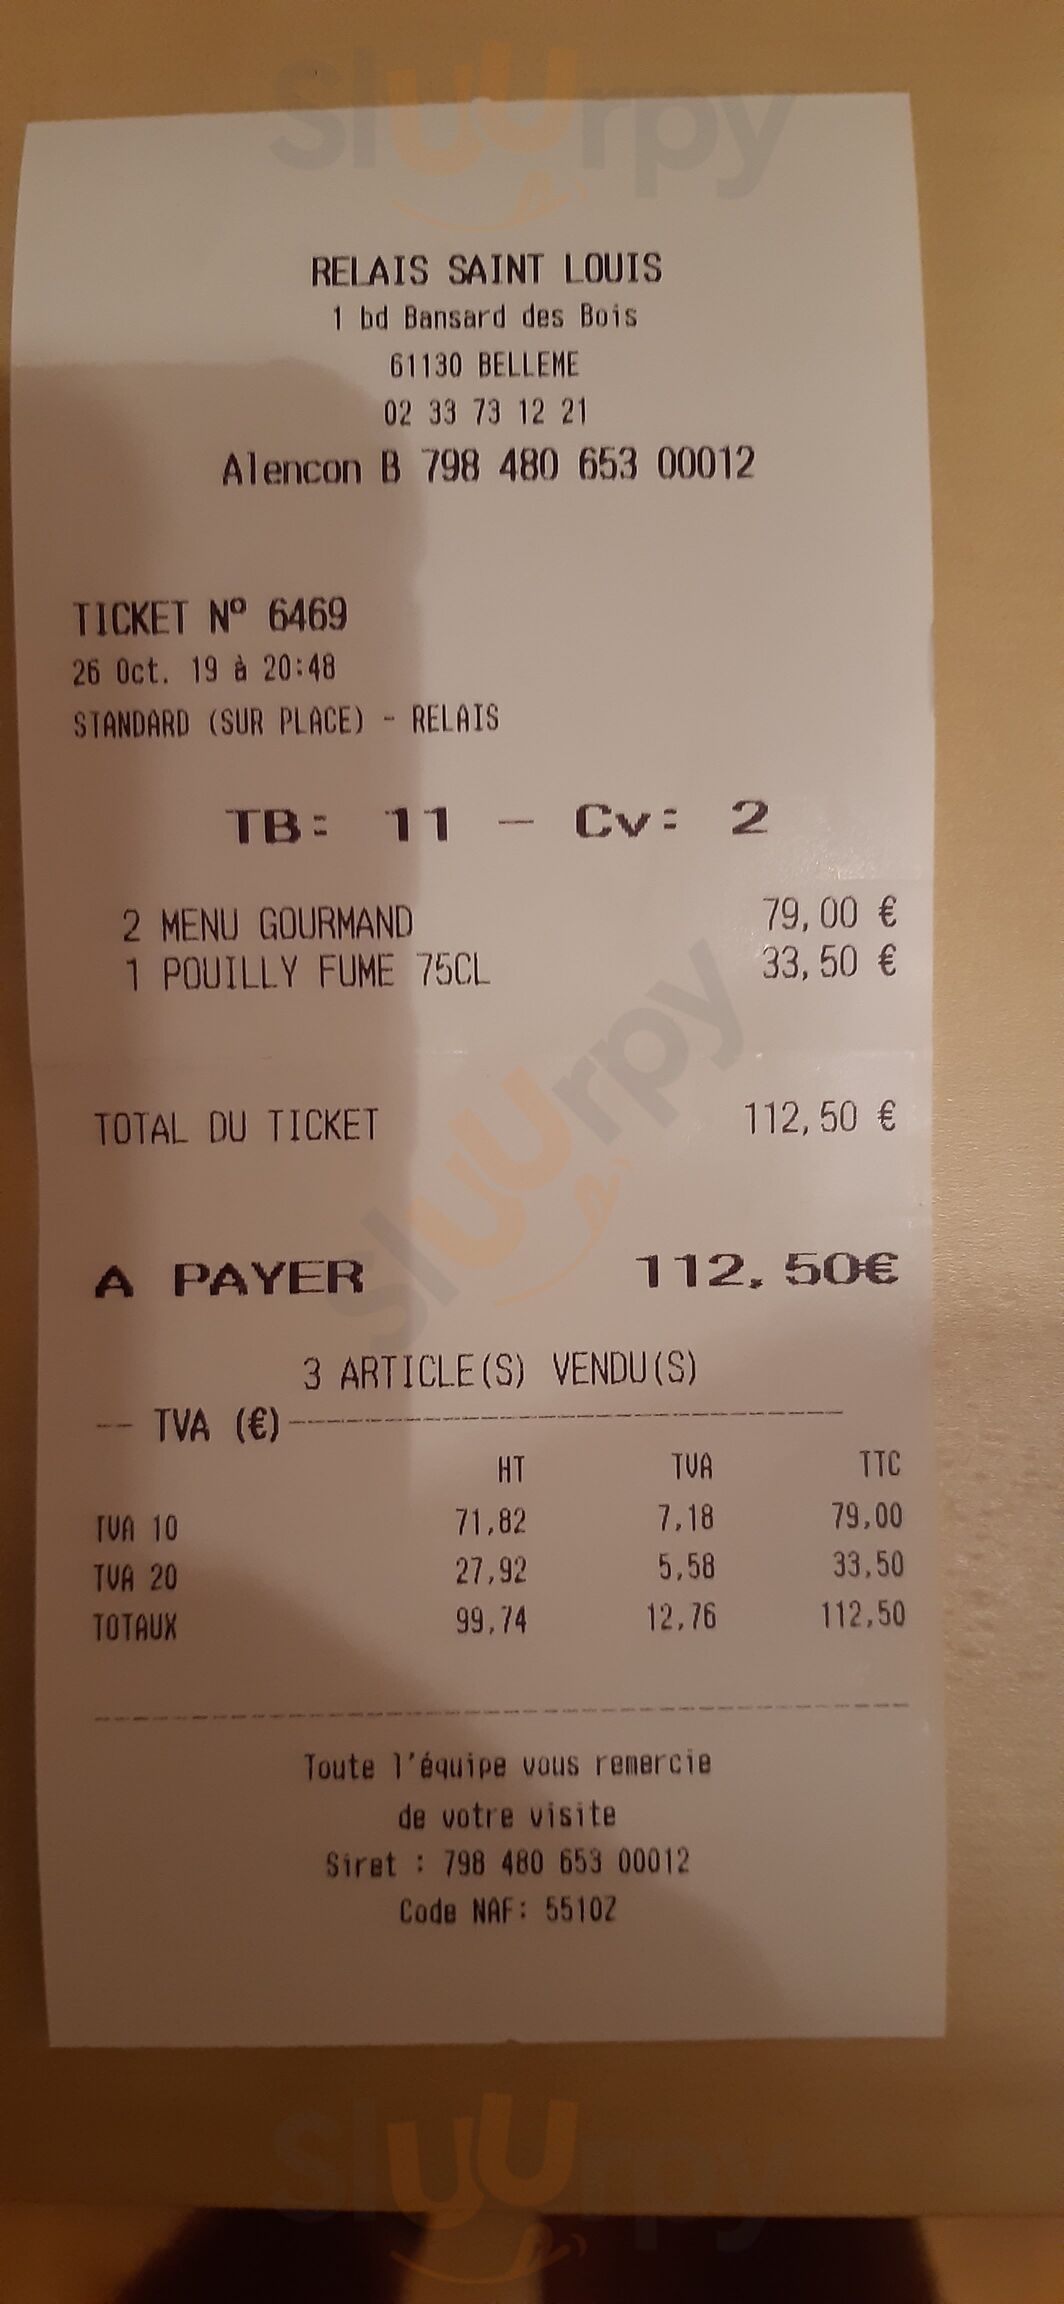 sluurpy
RELAIS SAINT LOUIS
1 bd Bansard des Bois
61130 BELLEME
02 33 73 12 21
Alencon B 798 480 653 00012
TICKET Nº 6469
26 Oct. 19 à 20:48
STANDARD (SUR PLACE) - RELAIS
TB: 11 - Cv: 2
2 MENU GOURMAND 79,00 €
1 POUILLY FUME 75CL 33,50 €
sluurpy
TOTAL DU TICKET 112,50 €
A PAYER 112,50€
3 ARTICLE(S) VENDU(S)
-- TVA (€)------------------------------
HT TVA TTC
TVA 10 71,82 7,18 79,00
TVA 20 27,92 5,58 33,50
TOTAUX 99,74 12,76 112,50
Toute l'équipe vous remercie
de votre visite
Siret : 798 480 653 00012
Code NAF: 5510Z
sluurpy